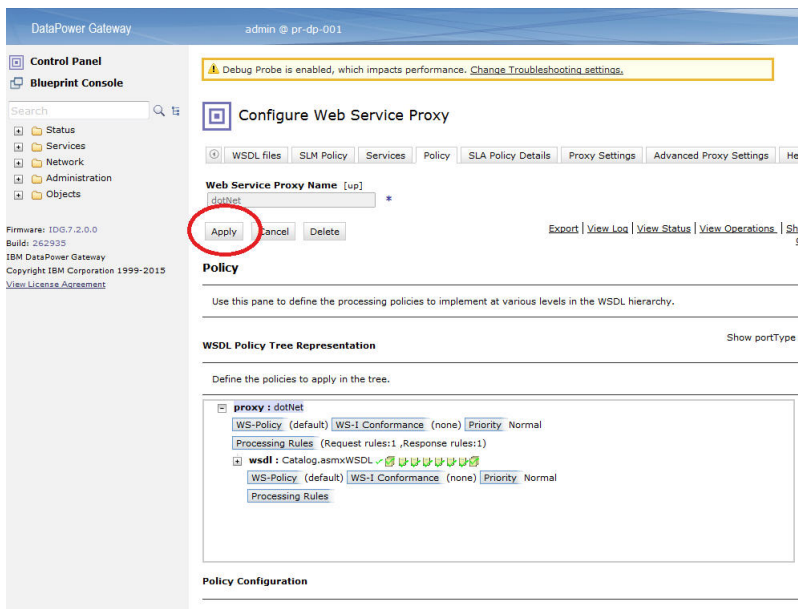 DataPower Gateway
admin @ pr-dp-001
Control Panel
Blueprint Console
Search
Status
Services
Network
Administration
Objects
Firmware: IDG.7.2.0.0
Build: 262935
IBM DataPower Gateway
Copyright IBM Corporation 1999-2015
View License Agreement
Debug Probe is enabled, which impacts performance. Change Troubleshooting settings.
Configure Web Service Proxy
WSDL files SLM Policy Services Policy SLA Policy Details Proxy Settings Advanced Proxy Settings He
Web Service Proxy Name [up]
dotNet *
Apply Cancel Delete
Export | View Log | View Status | View Operations | Sh
Policy
Use this pane to define the processing policies to implement at various levels in the WSDL hierarchy.
Show portType
WSDL Policy Tree Representation
Define the policies to apply in the tree.
proxy : dotNet
WS-Policy (default) WS-I Conformance (none) Priority Normal
Processing Rules (Request rules:1 ,Response rules:1)
wsdl : Catalog.asmxWSDL
WS-Policy (default) WS-I Conformance (none) Priority Normal
Processing Rules
Policy Configuration